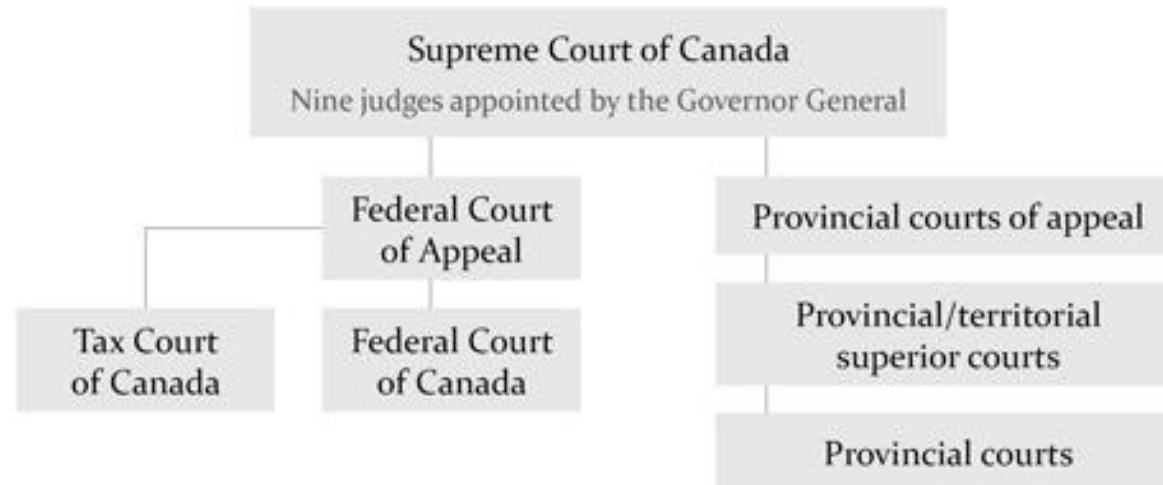 Supreme Court of Canada
Nine judges appointed by the Governor General
Federal Court
of Appeal
Provincial courts of appeal
Tax Court
of Canada
Federal Court
of Canada
Provincial/territorial
superior courts
Provincial courts